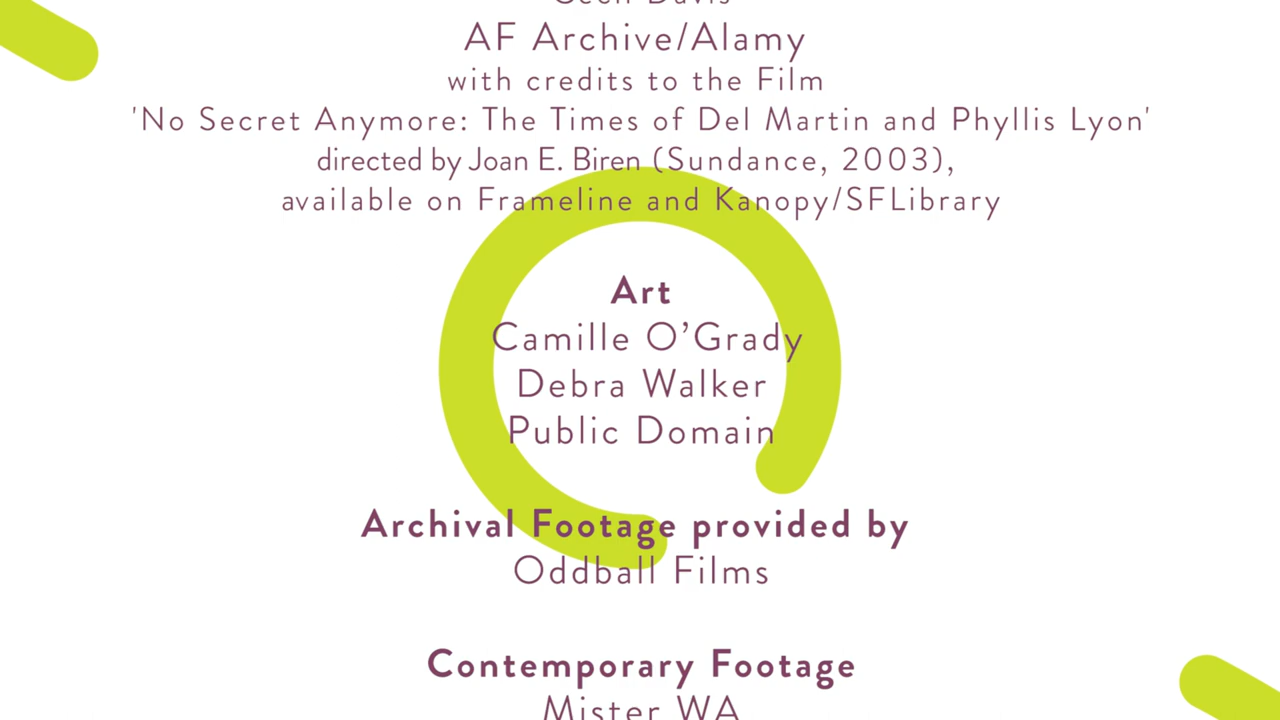 Cecil Davis
AF Archive/Alamy
with credits to the Film
'No Secret Anymore: The Times of Del Martin and Phyllis Lyon'
directed by Joan E. Biren (Sundance, 2003),
available on Frameline and Kanopy/SFLibrary
Art
Camille O’Grady
Debra Walker
Public Domain
Archival Footage provided by
Oddball Films
Contemporary Footage
Mister WA